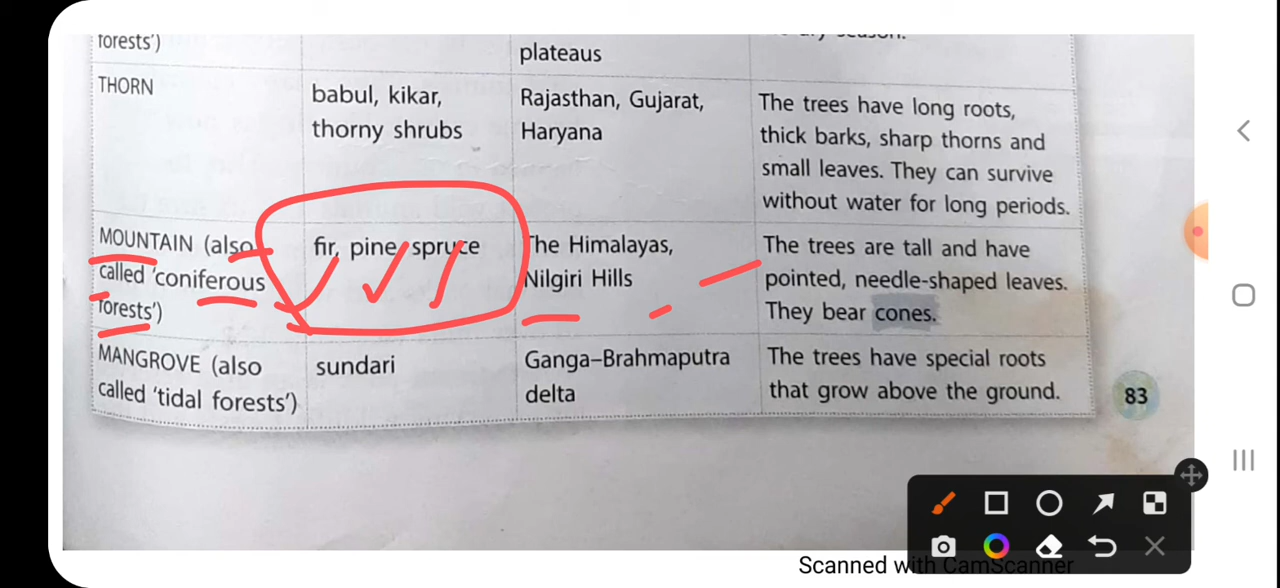 forests')
plateaus
THORN
babul, kikar,
thorny shrubs
Rajasthan, Gujarat,
Haryana
The trees have long roots,
thick barks, sharp thorns and
small leaves. They can survive
without water for long periods.
MOUNTAIN (also
called 'coniferous
forests')
fir, pine, spruce
The Himalayas,
Nilgiri Hills
The trees are tall and have
pointed, needle-shaped leaves.
They bear cones.
MANGROVE (also
called 'tidal forests')
sundari
Ganga–Brahmaputra
delta
The trees have special roots
that grow above the ground.
83
Scanned with CamScanner